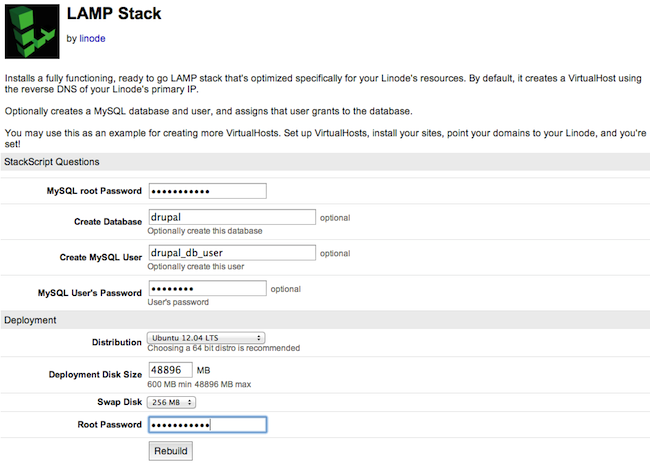 LAMP Stack
by linode
Installs a fully functioning, ready to go LAMP stack that's optimized specifically for your Linode's resources. By default, it creates a VirtualHost using
the reverse DNS of your Linode's primary IP.
Optionally creates a MySQL database and user, and assigns that user grants to the database.
You may use this as an example for creating more VirtualHosts. Set up VirtualHosts, install your sites, point your domains to your Linode, and you're
set!
StackScript Questions
MySQL root Password •••••••••••
Create Database drupal optional
Optionally create this database
Create MySQL User drupal_db_user optional
Optionally create this user
MySQL User's Password •••••••• optional
User's password
Deployment
Distribution Ubuntu 12.04 LTS
Choosing a 64 bit distro is recommended
Deployment Disk Size 48896 MB
600 MB min 48896 MB max
Swap Disk 256 MB
Root Password •••••••••••
Rebuild